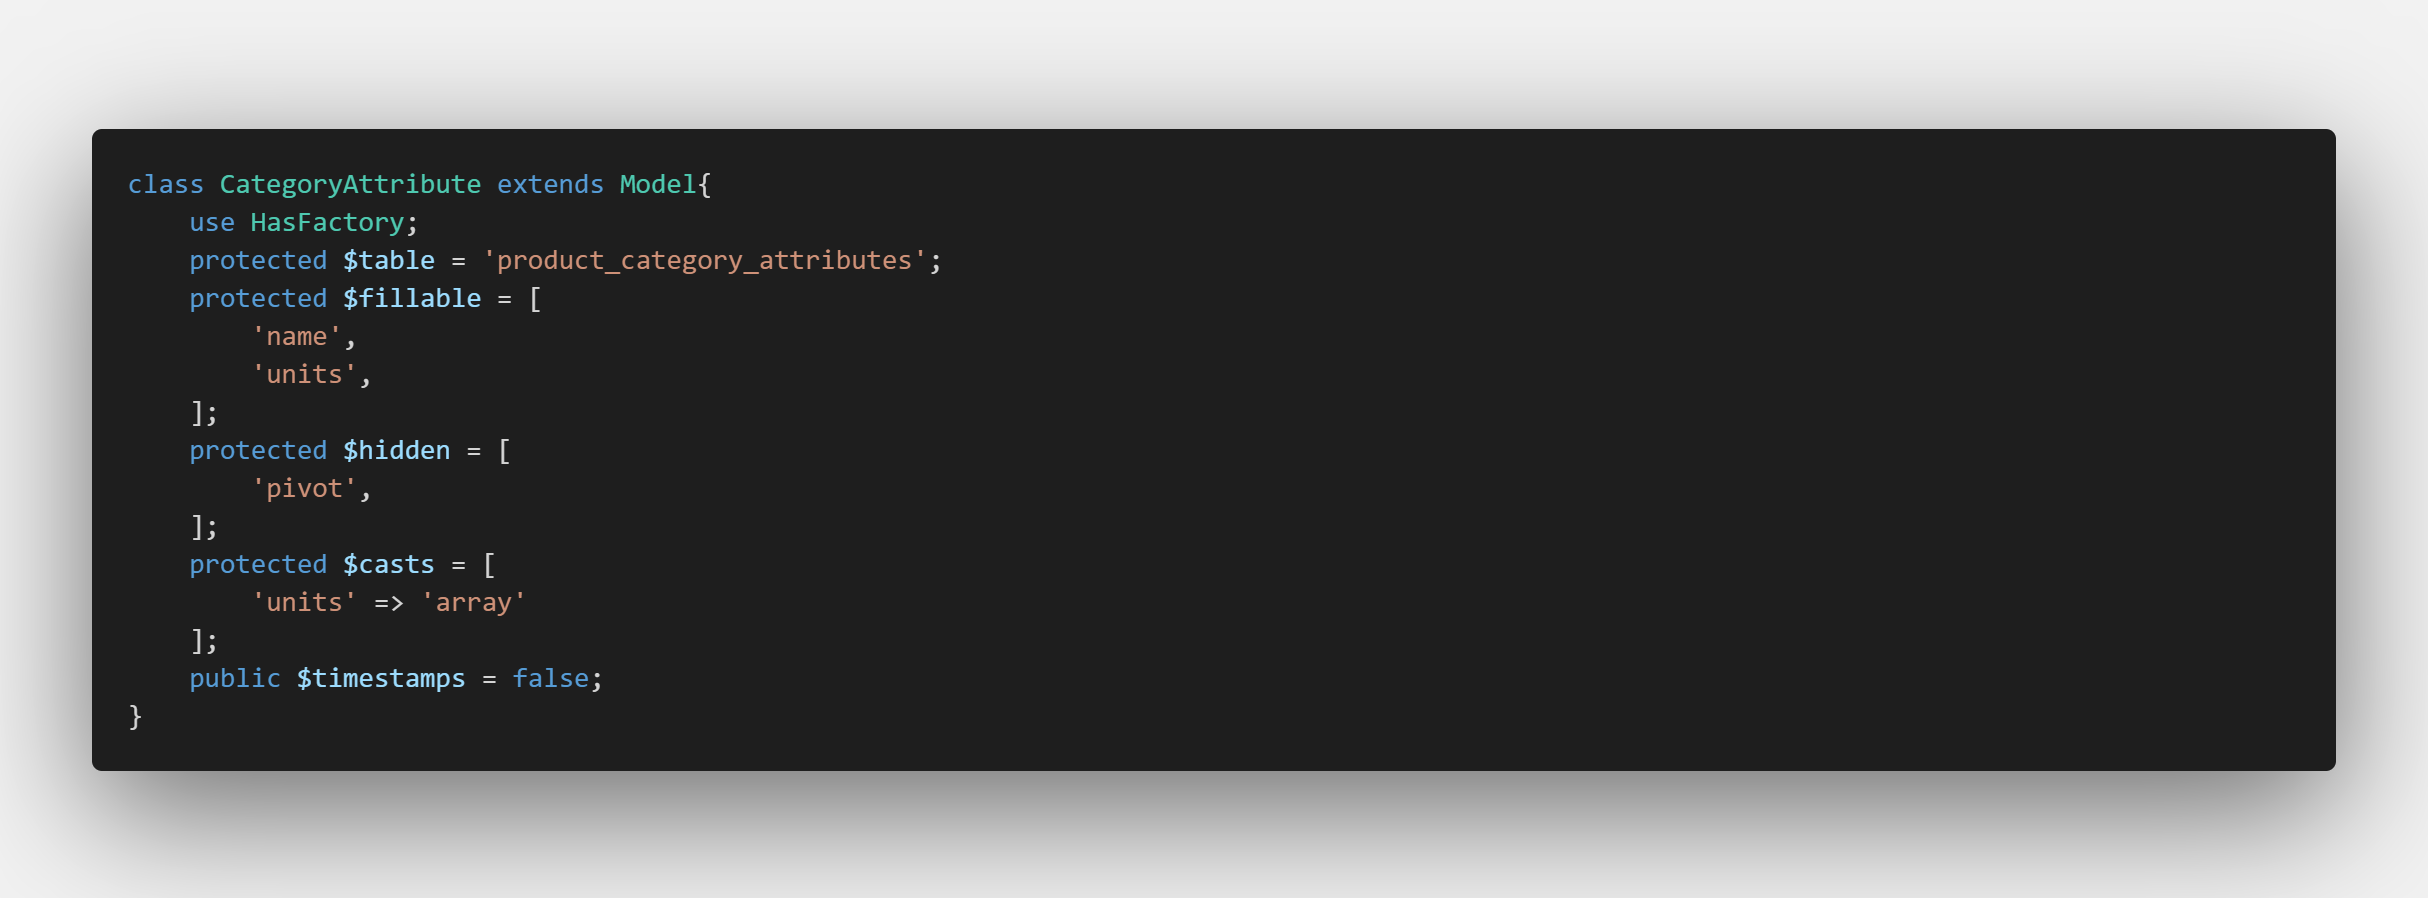 class CategoryAttribute extends Model{
    use HasFactory;
    protected $table = 'product_category_attributes';
    protected $fillable = [
        'name',
        'units',
    ];
    protected $hidden = [
        'pivot',
    ];
    protected $casts = [
        'units' => 'array'
    ];
    public $timestamps = false;
}